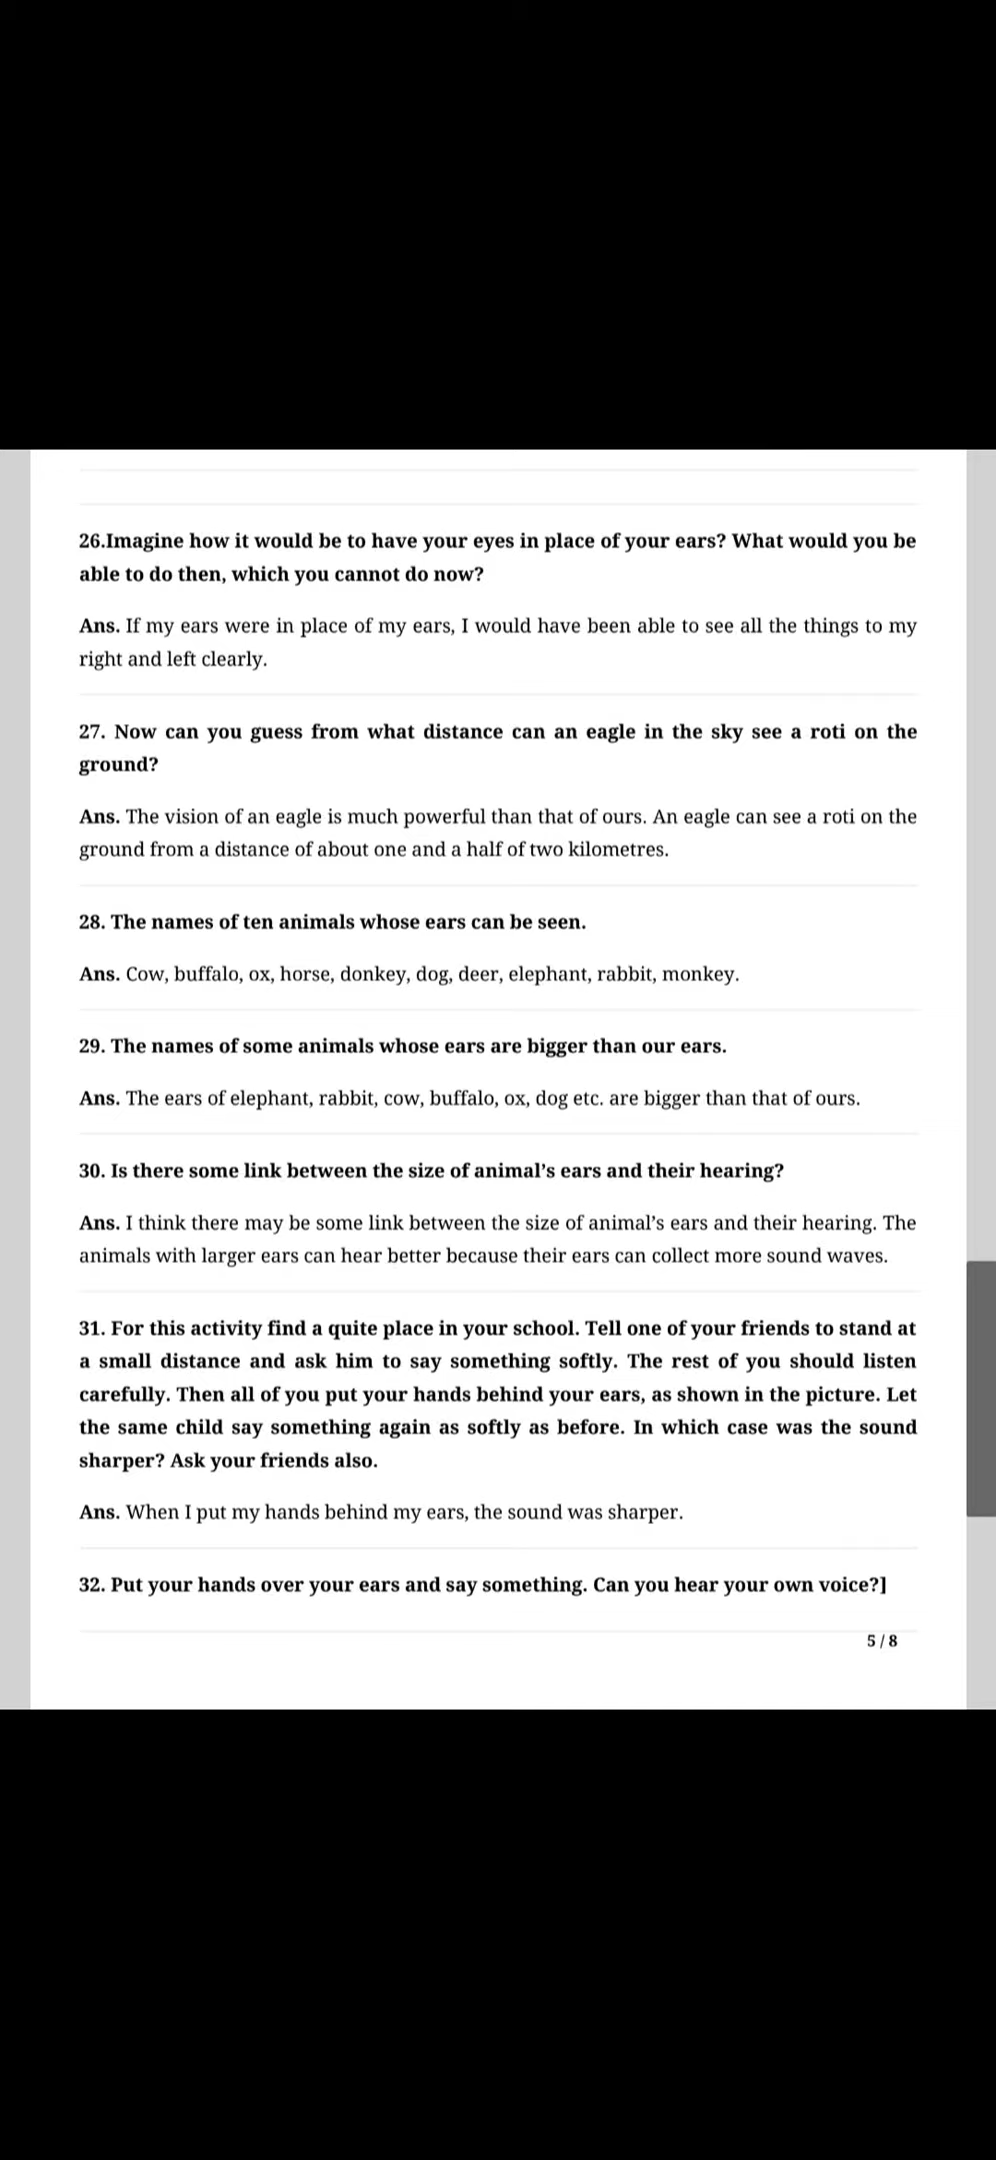 26.Imagine how it would be to have your eyes in place of your ears? What would you be
able to do then, which you cannot do now?
Ans. If my ears were in place of my ears, I would have been able to see all the things to my
right and left clearly.
27. Now can you guess from what distance can an eagle in the sky see a roti on the
ground?
Ans. The vision of an eagle is much powerful than that of ours. An eagle can see a roti on the
ground from a distance of about one and a half of two kilometres.
28. The names of ten animals whose ears can be seen.
Ans. Cow, buffalo, ox, horse, donkey, dog, deer, elephant, rabbit, monkey.
29. The names of some animals whose ears are bigger than our ears.
Ans. The ears of elephant, rabbit, cow, buffalo, ox, dog etc. are bigger than that of ours.
30. Is there some link between the size of animal’s ears and their hearing?
Ans. I think there may be some link between the size of animal’s ears and their hearing. The
animals with larger ears can hear better because their ears can collect more sound waves.
31. For this activity find a quite place in your school. Tell one of your friends to stand at
a small distance and ask him to say something softly. The rest of you should listen
carefully. Then all of you put your hands behind your ears, as shown in the picture. Let
the same child say something again as softly as before. In which case was the sound
sharper? Ask your friends also.
Ans. When I put my hands behind my ears, the sound was sharper.
32. Put your hands over your ears and say something. Can you hear your own voice?]
5 / 8